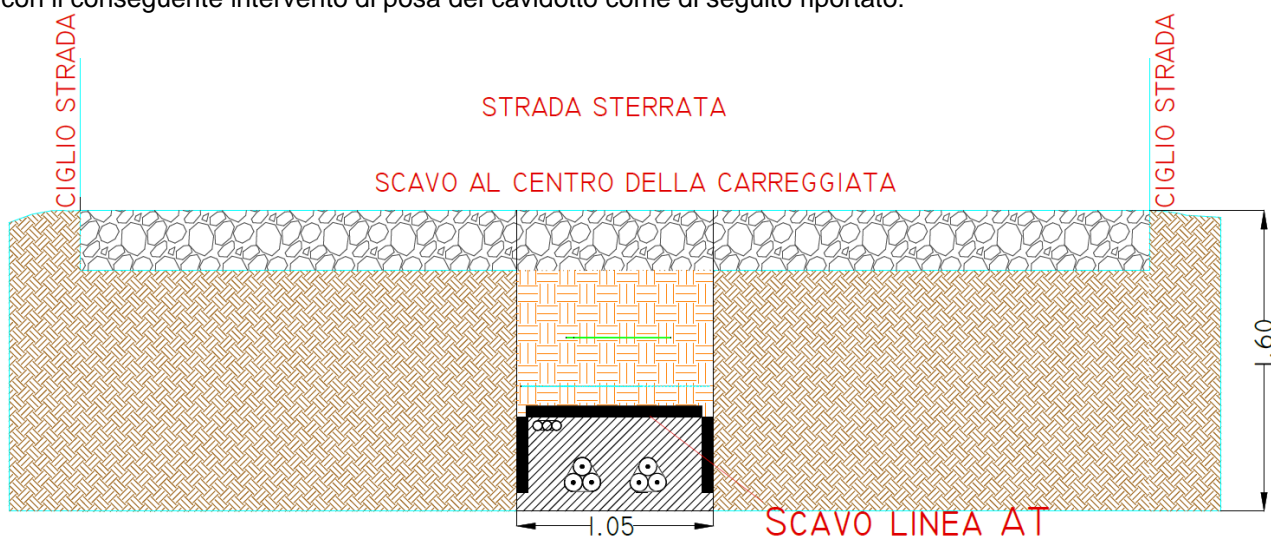 con il conseguente intervento di posa del cavidotto come di seguito riportato:
CIGLIO STRADA
STRADA STERRATA
CIGLIO STRADA
SCAVO AL CENTRO DELLA CARREGGIATA
1.60
1.05
SCAVO LINEA AT